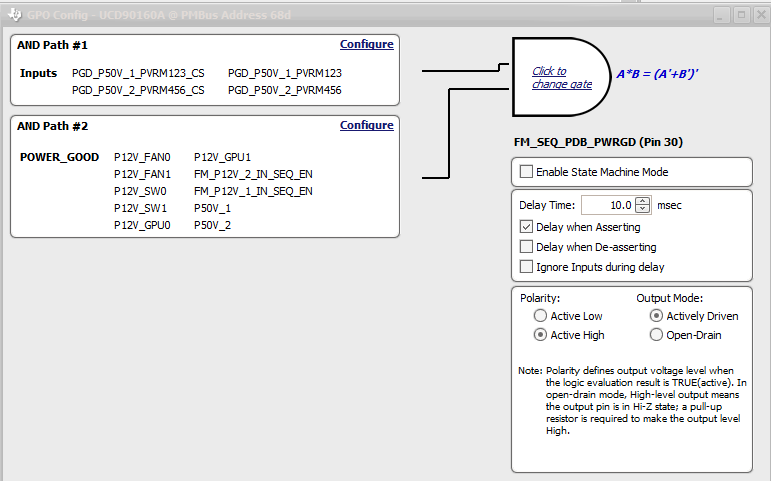 GPO Config - UCD90160A @ PMBus Address 68d
AND Path #1 Configure
Inputs PGD_P50V_1_PVRM123_CS PGD_P50V_1_PVRM123
PGD_P50V_2_PVRM456_CS PGD_P50V_2_PVRM456
AND Path #2 Configure
POWER_GOOD P12V_FAN0 P12V_GPU1
P12V_FAN1 FM_P12V_2_IN_SEQ_EN
P12V_SW0 FM_P12V_1_IN_SEQ_EN
P12V_SW1 P50V_1
P12V_GPU0 P50V_2
Click to
change gate
A*B = (A'+B')'
FM_SEQ_PDB_PWRGD (Pin 30)
Enable State Machine Mode
Delay Time: 10.0 msec
Delay when Asserting
Delay when De-asserting
Ignore Inputs during delay
Polarity: Output Mode:
Active Low Actively Driven
Active High Open-Drain
Note: Polarity defines output voltage level when
the logic evaluation result is TRUE(active). In
open-drain mode, High-level output means
the output pin is in Hi-Z state; a pull-up
resistor is required to make the output level
High.